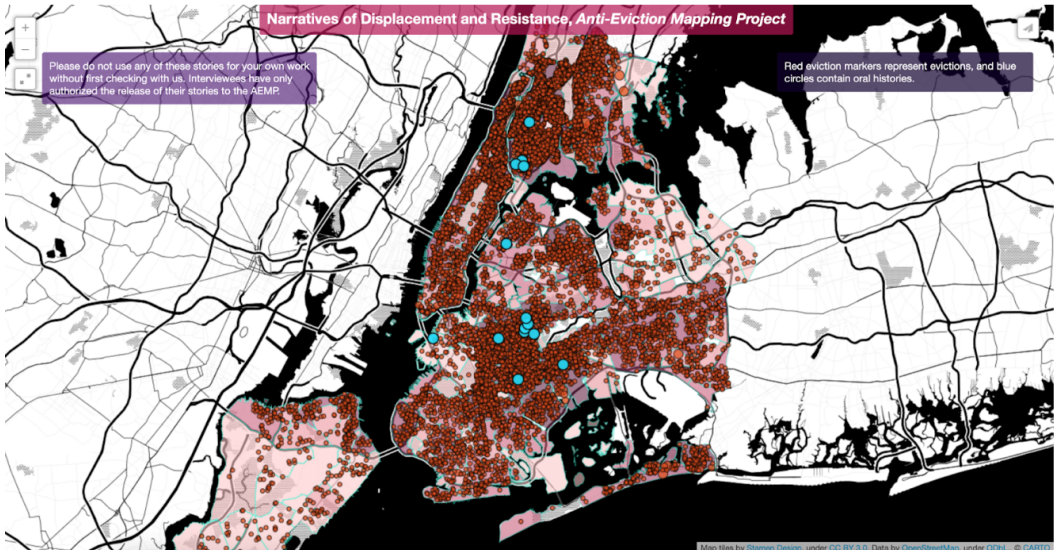 Narratives of Displacement and Resistance, Anti-Eviction Mapping Project
+
−
Please do not use any of these stories for your own work
without first checking with us. Interviewees have only
authorized the release of their stories to the AEMP.
Red eviction markers represent evictions, and blue
circles contain oral histories.
Map tiles by Stamen Design, under CC BY 3.0. Data by OpenStreetMap, under ODbL. © CARTO